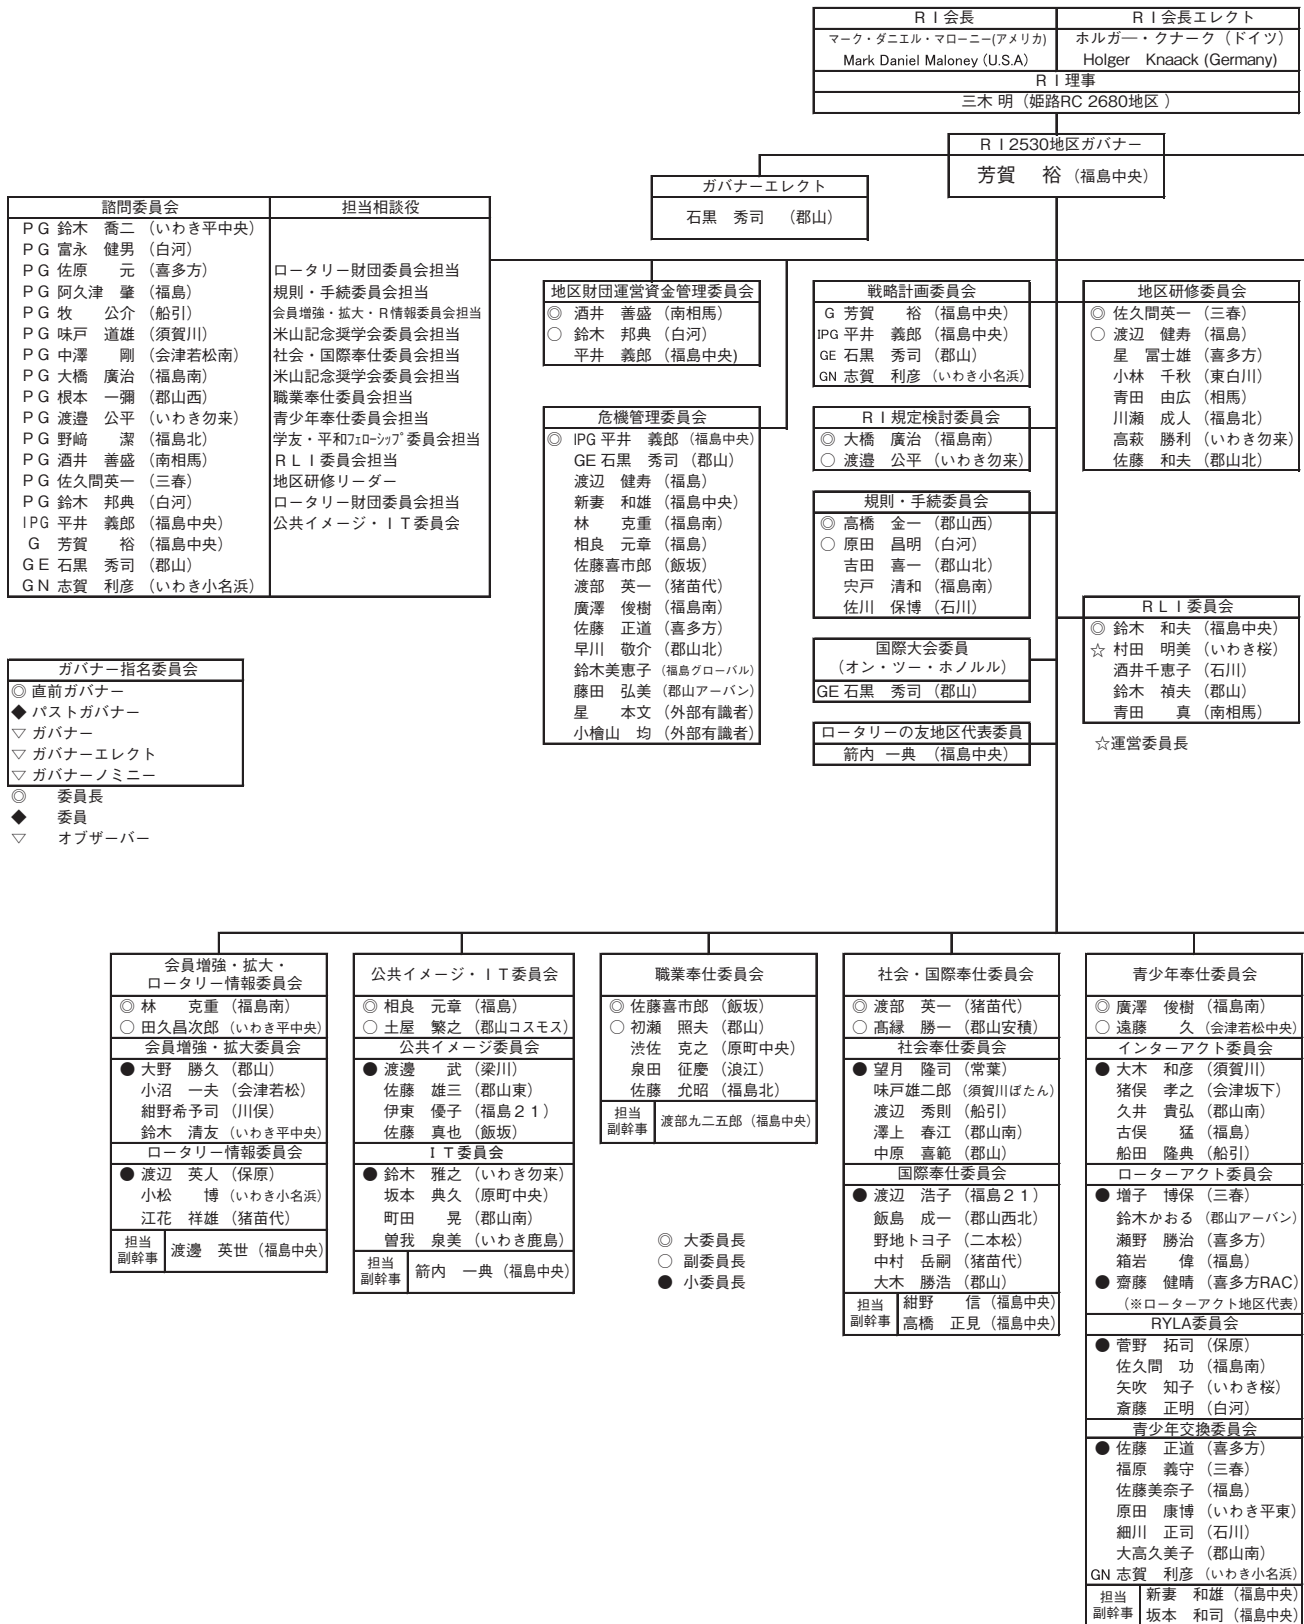 ＲＩ会長　ＲＩ会長エレクト
マーク・ダニエル・マローニー(アメリカ)　ホルガ―・クナーク（ドイツ）
Mark Daniel Maloney (U.S.A)　Holger　Knaack (Germany)
ＲＩ理事
三木 明（姫路RC 2680地区 ）
ＲＩ2530地区ガバナー
芳賀　裕（福島中央）
ガバナーエレクト
石黒　秀司　（郡山）
諮問委員会　担当相談役
ＰＧ 鈴木　喬二（いわき平中央）
ＰＧ 富永　健男（白河）
ＰＧ 佐原　　元（喜多方）　ロータリー財団委員会担当
ＰＧ 阿久津　肇（福島）　規則・手続委員会担当
ＰＧ 牧　　公介（船引）　会員増強・拡大・Ｒ情報委員会担当
ＰＧ 味戸　道雄（須賀川）　米山記念奨学会委員会担当
ＰＧ 中澤　　剛（会津若松南）　社会・国際奉仕委員会担当
ＰＧ 大橋　廣治（福島南）　米山記念奨学会委員会担当
ＰＧ 根本　一彌（郡山西）　職業奉仕委員会担当
ＰＧ 渡邉　公平（いわき勿来）　青少年奉仕委員会担当
ＰＧ 野﨑　　潔（福島北）　学友・平和ﾌｪﾛｰｼｯﾌﾟ委員会担当
ＰＧ 酒井　善盛（南相馬）　ＲＬＩ委員会担当
ＰＧ 佐久間英一（三春）　地区研修リーダー
ＰＧ 鈴木　邦典（白河）　ロータリー財団委員会担当
IPG 平井　義郎（福島中央）　公共イメージ・ＩＴ委員会
Ｇ　芳賀　　裕（福島中央）
ＧＥ 石黒　秀司（郡山）
ＧＮ 志賀　利彦（いわき小名浜）
地区財団運営資金管理委員会
◎ 酒井　善盛（南相馬）
○ 鈴木　邦典（白河）
平井　義郎（福島中央)
危機管理委員会
◎ IPG 平井　義郎（福島中央）
GE 石黒　秀司（郡山）
渡辺　健寿（福島）
新妻　和雄（福島中央）
林　　克重（福島南）
相良　元章（福島）
佐藤喜市郎（飯坂）
渡部　英一（猪苗代）
廣澤　俊樹（福島南）
佐藤　正道（喜多方）
早川　敬介（郡山北）
鈴木美恵子（福島グローバル）
藤田　弘美（郡山アーバン）
星　　本文（外部有識者）
小檜山　均（外部有識者）
戦略計画委員会
Ｇ　芳賀　　裕（福島中央）
IPG 平井　義郎（福島中央）
GE 石黒　秀司（郡山）
GN 志賀　利彦（いわき小名浜）
ＲＩ規定検討委員会
◎ 大橋　廣治（福島南）
○ 渡邉　公平（いわき勿来）
規則・手続委員会
◎ 高橋　金一（郡山西）
○ 原田　昌明（白河）
吉田　喜一（郡山北）
宍戸　清和（福島南）
佐川　保博（石川）
国際大会委員
（オン・ツー・ホノルル）
GE 石黒　秀司（郡山）
ロータリーの友地区代表委員
箭内　一典　（福島中央）
地区研修委員会
◎ 佐久間英一（三春）
○ 渡辺　健寿（福島）
星　冨士雄（喜多方）
小林　千秋（東白川）
青田　由広（相馬）
川瀬　成人（福島北）
高萩　勝利（いわき勿来）
佐藤　和夫（郡山北）
ＲＬＩ委員会
◎ 鈴木　和夫（福島中央）
☆ 村田　明美（いわき桜）
酒井千恵子（石川）
鈴木　禎夫（郡山）
青田　　真（南相馬）
☆運営委員長
ガバナー指名委員会
◎ 直前ガバナー
◆ パストガバナー
▽ ガバナー
▽ ガバナーエレクト
▽ ガバナーノミニー
◎　委員長
◆　委員
▽　オブザーバー
会員増強・拡大・
ロータリー情報委員会
◎ 林　　克重（福島南）
○ 田久昌次郎（いわき平中央）
会員増強・拡大委員会
● 大野　勝久（郡山）
小沼　一夫（会津若松）
紺野希予司（川俣）
鈴木　清友（いわき平中央）
ロータリー情報委員会
● 渡辺　英人（保原）
小松　　博（いわき小名浜）
江花　祥雄（猪苗代）
担当
副幹事　渡邊　英世（福島中央）
公共イメージ・ＩＴ委員会
◎ 相良　元章（福島）
○ 土屋　繁之（郡山コスモス）
公共イメージ委員会
● 渡邊　　武（梁川）
佐藤　雄三（郡山東）
伊東　優子（福島２１）
佐藤　真也（飯坂）
ＩＴ委員会
● 鈴木　雅之（いわき勿来）
坂本　典久（原町中央）
町田　　晃（郡山南）
曽我　泉美（いわき鹿島）
担当
副幹事　箭内　一典（福島中央）
職業奉仕委員会
◎ 佐藤喜市郎（飯坂）
○ 初瀬　照夫（郡山）
渋佐　克之（原町中央）
泉田　征慶（浪江）
佐藤　允昭（福島北）
担当
副幹事　渡部九二五郎（福島中央）
◎ 大委員長
○ 副委員長
● 小委員長
社会・国際奉仕委員会
◎ 渡部　英一（猪苗代）
○ 髙縁　勝一（郡山安積）
社会奉仕委員会
● 望月　隆司（常葉）
味戸雄二郎（須賀川ぼたん）
渡辺　秀則（船引）
澤上　春江（郡山南）
中原　喜範（郡山）
国際奉仕委員会
● 渡辺　浩子（福島２１）
飯島　成一（郡山西北）
野地トヨ子（二本松）
中村　岳嗣（猪苗代）
大木　勝浩（郡山）
担当
副幹事　紺野　　信（福島中央）
高橋　正見（福島中央）
青少年奉仕委員会
◎ 廣澤　俊樹（福島南）
○ 遠藤　　久（会津若松中央）
インターアクト委員会
● 大木　和彦（須賀川）
猪俣　孝之（会津坂下）
久井　貴弘（郡山南）
古俣　　猛（福島）
船田　隆典（船引）
ローターアクト委員会
● 増子　博保（三春）
鈴木かおる（郡山アーバン）
瀬野　勝治（喜多方）
箱岩　　偉（福島）
● 齋藤　健晴（喜多方RAC）
（※ローターアクト地区代表）
RYLA委員会
● 菅野　拓司（保原）
佐久間　功（福島南）
矢吹　知子（いわき桜）
斎藤　正明（白河）
青少年交換委員会
● 佐藤　正道（喜多方）
福原　義守（三春）
佐藤美奈子（福島）
原田　康博（いわき平東）
細川　正司（石川）
大高久美子（郡山南）
GN 志賀　利彦（いわき小名浜）
担当
副幹事　新妻　和雄（福島中央）
坂本　和司（福島中央）